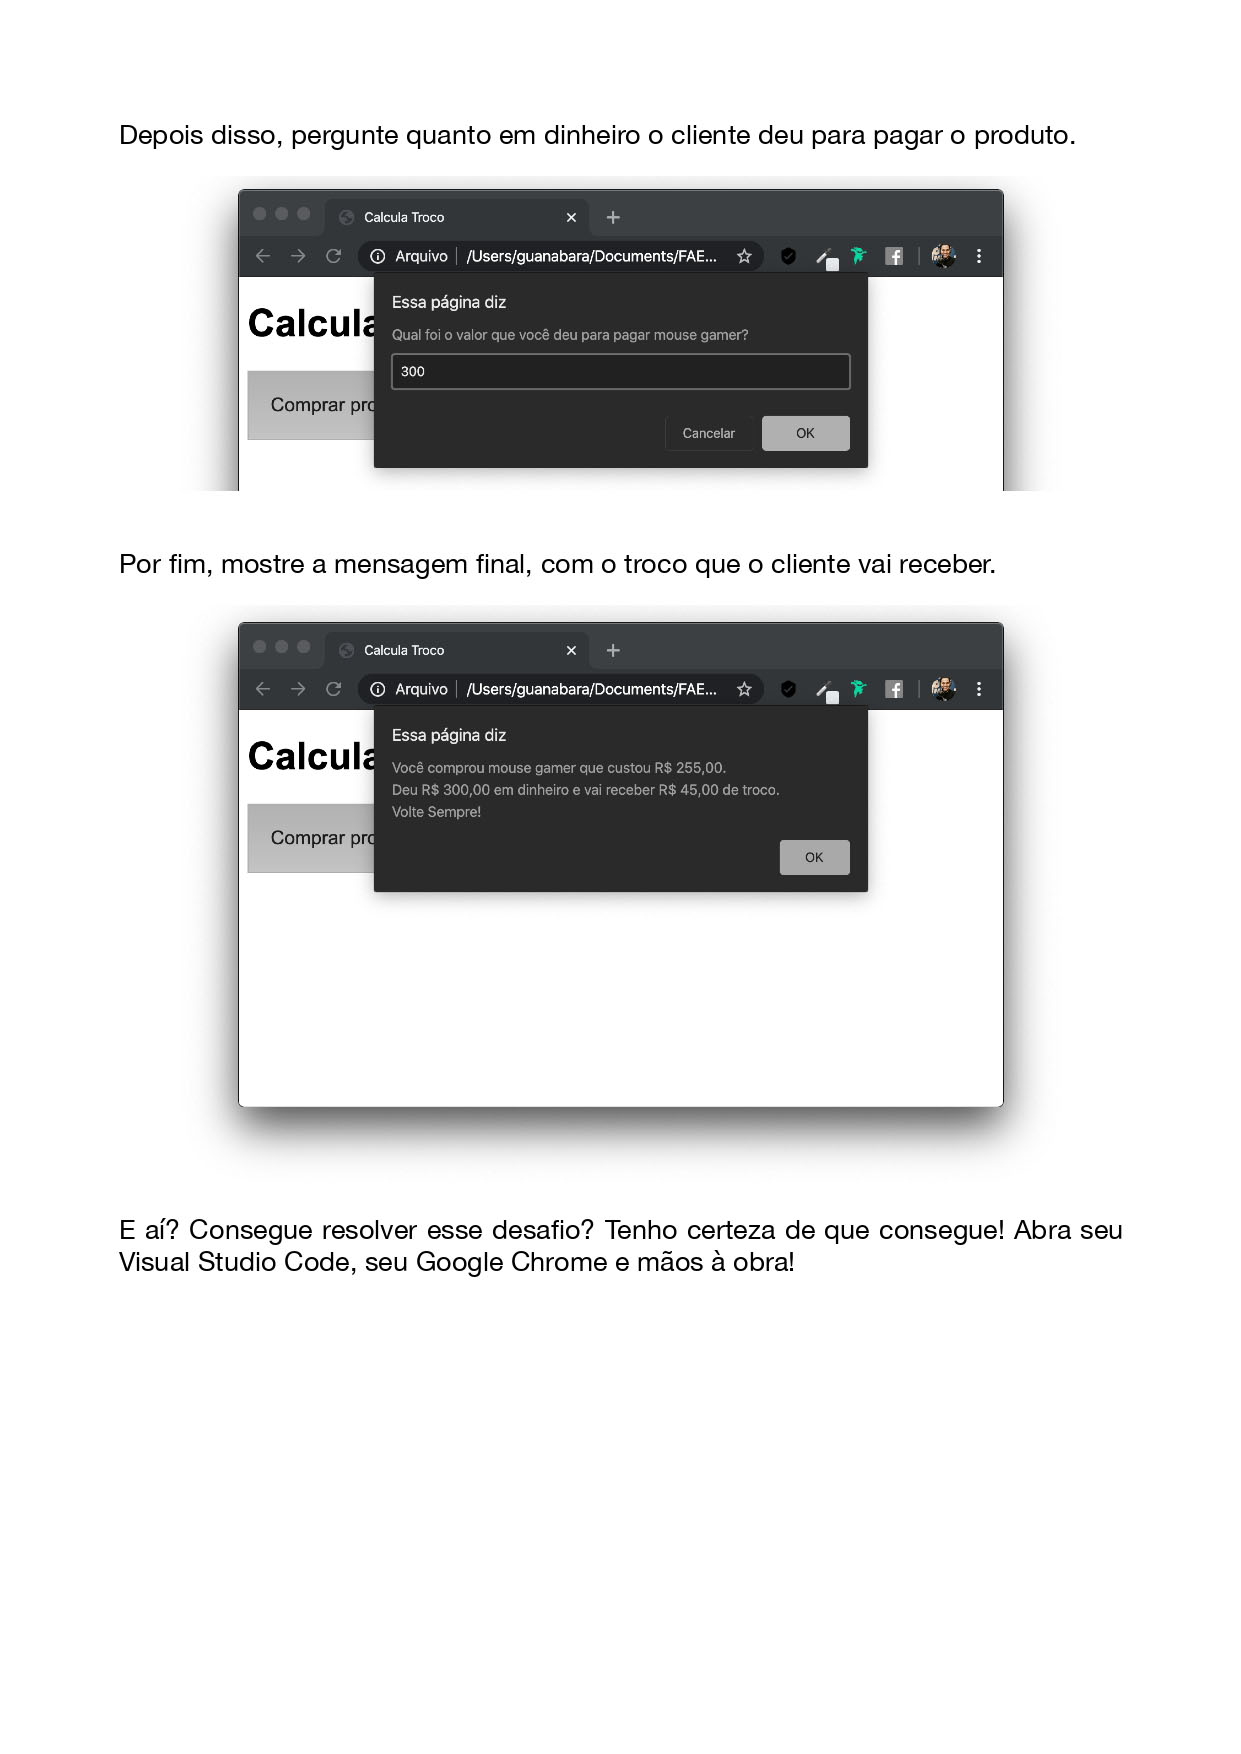 Depois disso, pergunte quanto em dinheiro o cliente deu para pagar o produto.
Calcula Troco
Arquivo /Users/guanabara/Documents/FAE...
Essa página diz
Qual foi o valor que você deu para pagar mouse gamer?
300
Cancelar OK
Calcula
Comprar pro
Por fim, mostre a mensagem final, com o troco que o cliente vai receber.
Calcula Troco
Arquivo /Users/guanabara/Documents/FAE...
Essa página diz
Você comprou mouse gamer que custou R$ 255,00.
Deu R$ 300,00 em dinheiro e vai receber R$ 45,00 de troco.
Volte Sempre!
OK
Calcula
Comprar pro
E aí? Consegue resolver esse desafio? Tenho certeza de que consegue! Abra seu
Visual Studio Code, seu Google Chrome e mãos à obra!